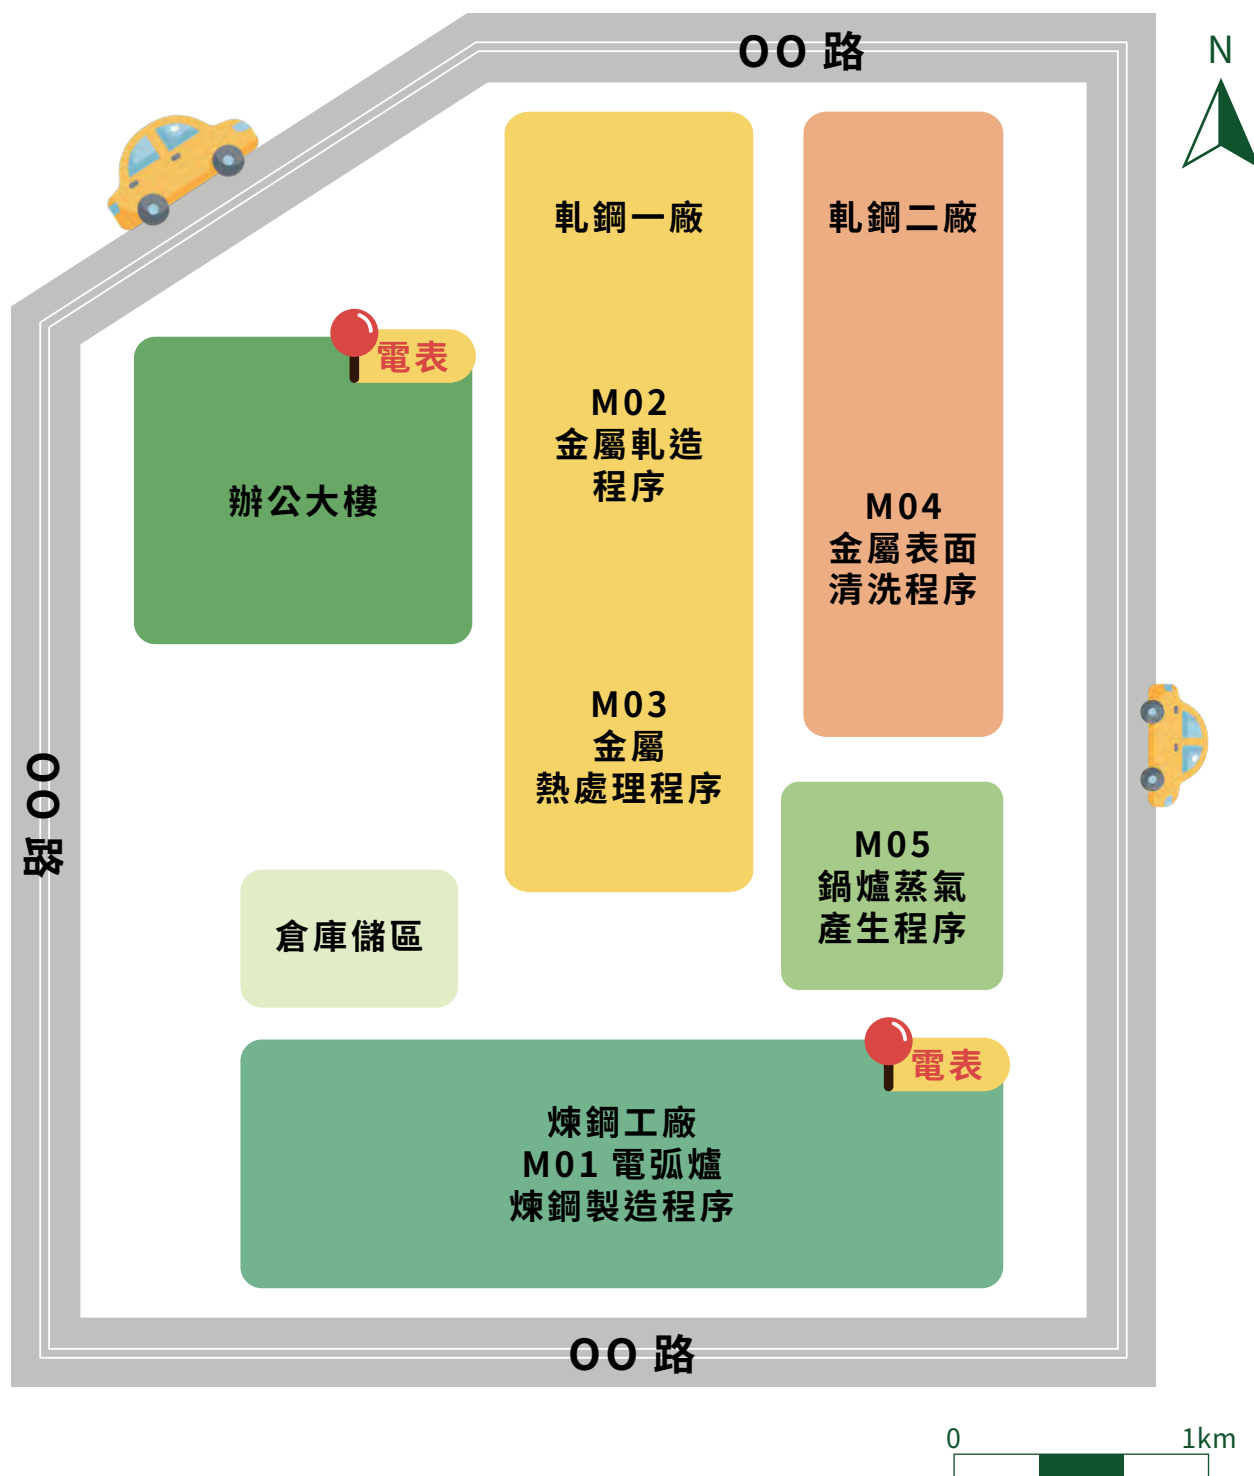 OO 路
N
軋鋼一廠
軋鋼二廠
電表
M02
金屬軋造
程序
辦公大樓
M04
金屬表面
清洗程序
M03
金屬
熱處理程序
OO 路
M05
鍋爐蒸氣
產生程序
倉庫儲區
電表
煉鋼工廠
M01 電弧爐
煉鋼製造程序
OO 路
0
1km